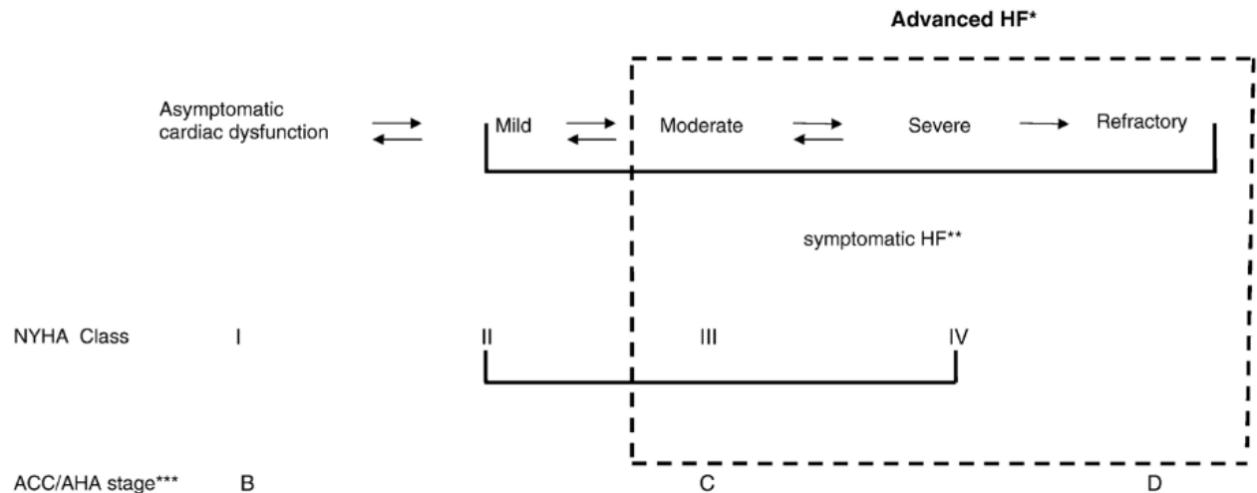 Advanced HF*
Asymptomatic
cardiac dysfunction
Mild
Moderate
Severe
Refractory
symptomatic HF**
NYHA Class I II III IV
ACC/AHA stage*** B C D